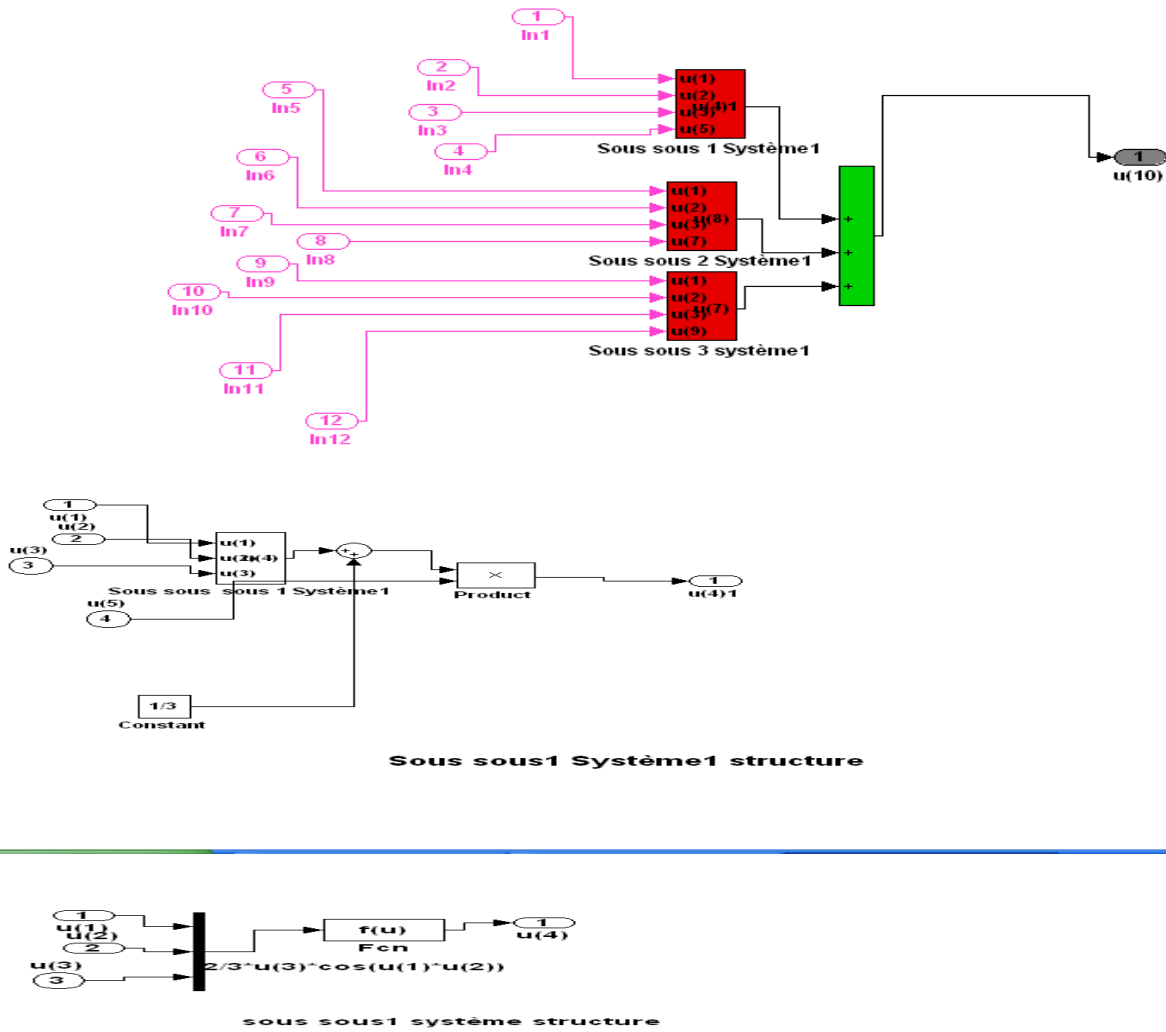 1
In1
2
In2
3
In3
4
In4
5
In5
6
In6
7
In7
8
In8
9
In9
10
In10
11
In11
12
In12
u(1)
u(2)
u(3)
u(4)1
u(5)
Sous sous 1 Système1
u(1)
u(2)
u(3)
u(8)
u(7)
Sous sous 2 Système1
u(1)
u(2)
u(3)
u(7)
u(9)
Sous sous 3 système1
+
+
+
1
u(10)
1
u(1)
u(2)
2
u(3)
3
u(1)
u(2)
u(4)
u(3)
Sous sous sous 1 Système1
u(5)
4
+
+
×
Product
1
u(4)1
1/3
Constant
Sous sous1 Système1 structure
1
u(1)
u(2)
2
u(3)
3
f(u)
Fcn
2/3*u(3)*cos(u(1)*u(2))
1
u(4)
sous sous1 système structure